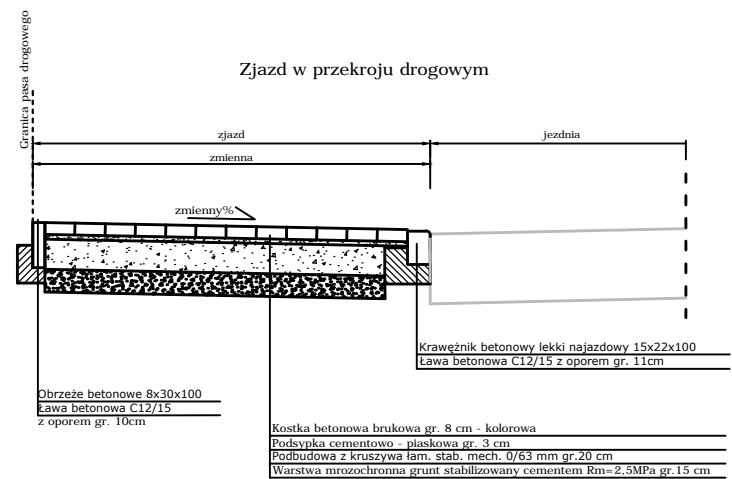 Granica pasa drogowego
Zjazd w przekroju drogowym
zjazd
jezdnia
zmienna
zmienny%
Krawężnik betonowy lekki najazdowy 15x22x100
Ława betonowa C12/15 z oporem gr. 11cm
Obrzeże betonowe 8x30x100
Ława betonowa C12/15
z oporem gr. 10cm
Kostka betonowa brukowa gr. 8 cm - kolorowa
Podsypka cementowo - piaskowa gr. 3 cm
Podbudowa z kruszywa łam. stab. mech. 0/63 mm gr.20 cm
Warstwa mrozochronna grunt stabilizowany cementem Rm=2,5MPa gr.15 cm